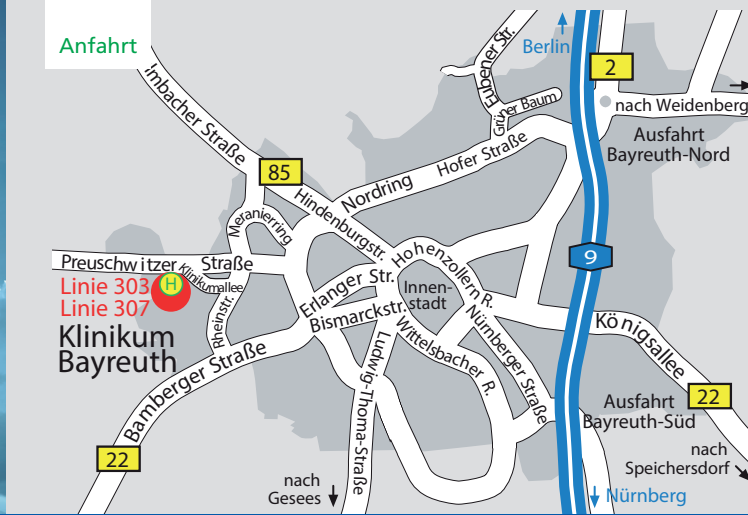 Anfahrt
Berlin
Eubener Str.
2
Grüner Baum
nach Weidenberg
Ausfahrt
Bayreuth-Nord
lmbacher Straße
85
Nordring
Hofer Straße
Meranierring
Hindenburgstr.
Hohenzollern R.
9
Preuschwitzer Straße
Klinikumallee
H
Linie 303
Linie 307
Klinikum
Bayreuth
Rheinstr.
Erlanger Str.
Innen-
stadt
Bismarckstr.
Wittelsbacher R.
Nürnberger Straße
Königsallee
Bamberger Straße
Ludwig-Thoma-Straße
Ausfahrt
Bayreuth-Süd
22
22
nach
Speichersdorf
nach
Gesees
Nürnberg